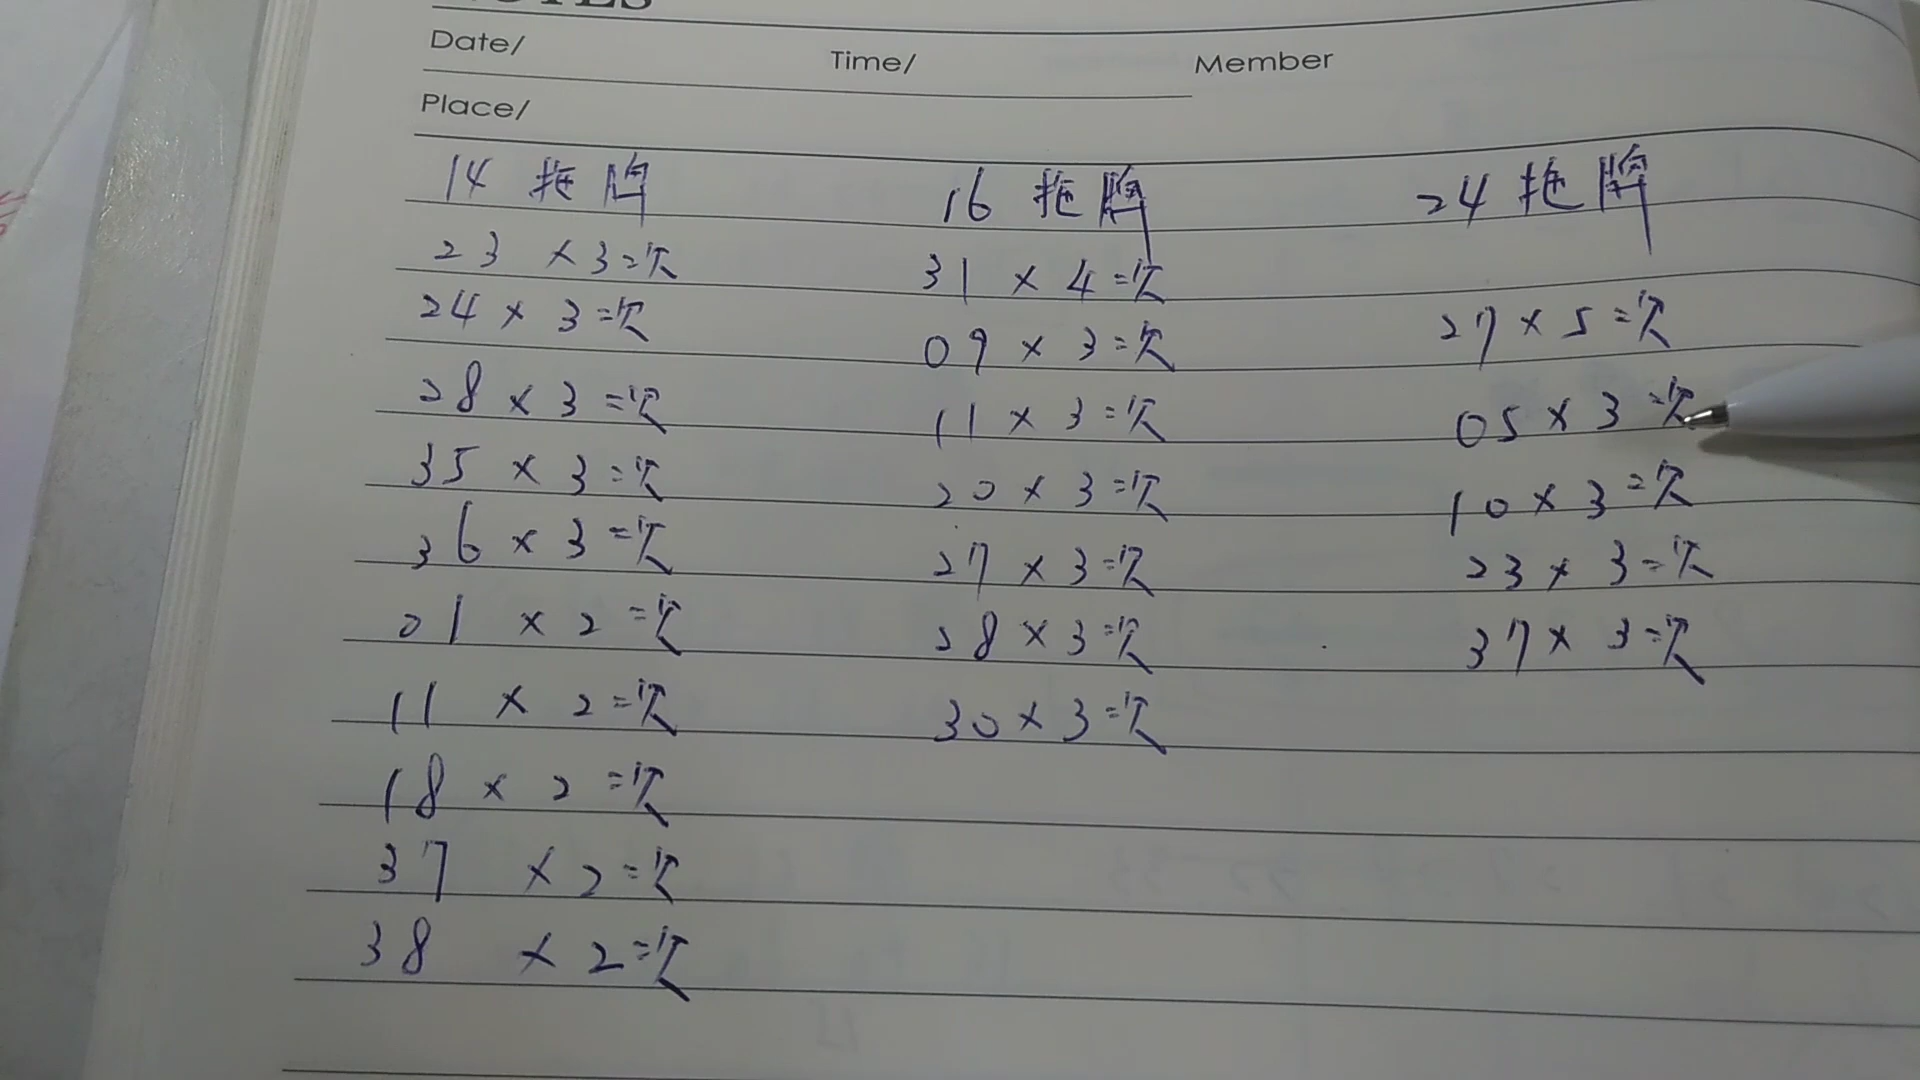 NOTES
Date/
Time/
Member
Place/
14 拖牌
23 ×3=次
24 × 3=次
28 × 3=次
35 × 3=次
36 × 3=次
01 × 2=次
11 × 2=次
18 × 2=次
37 ×2=次
38 ×2=次
16 拖牌
31 × 4=次
09 × 3=次
11 × 3=次
20 × 3=次
27 × 3=次
28 × 3=次
30 × 3=次
24 拖牌
27 × 5=次
05 × 3=次
10 × 3=次
23 × 3=次
37 × 3=次